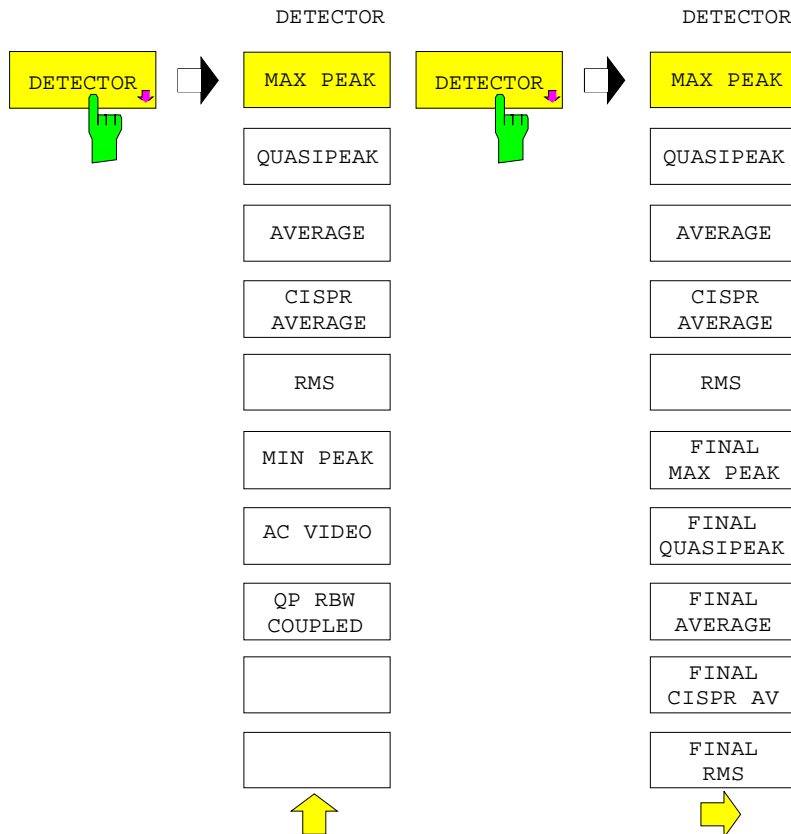 DETECTOR
DETECTOR
MAX PEAK
QUASIPEAK
AVERAGE
CISPR
AVERAGE
RMS
MIN PEAK
AC VIDEO
QP RBW
COUPLED
DETECTOR
DETECTOR
MAX PEAK
QUASIPEAK
AVERAGE
CISPR
AVERAGE
RMS
FINAL
MAX PEAK
FINAL
QUASIPEAK
FINAL
AVERAGE
FINAL
CISPR AV
FINAL
RMS